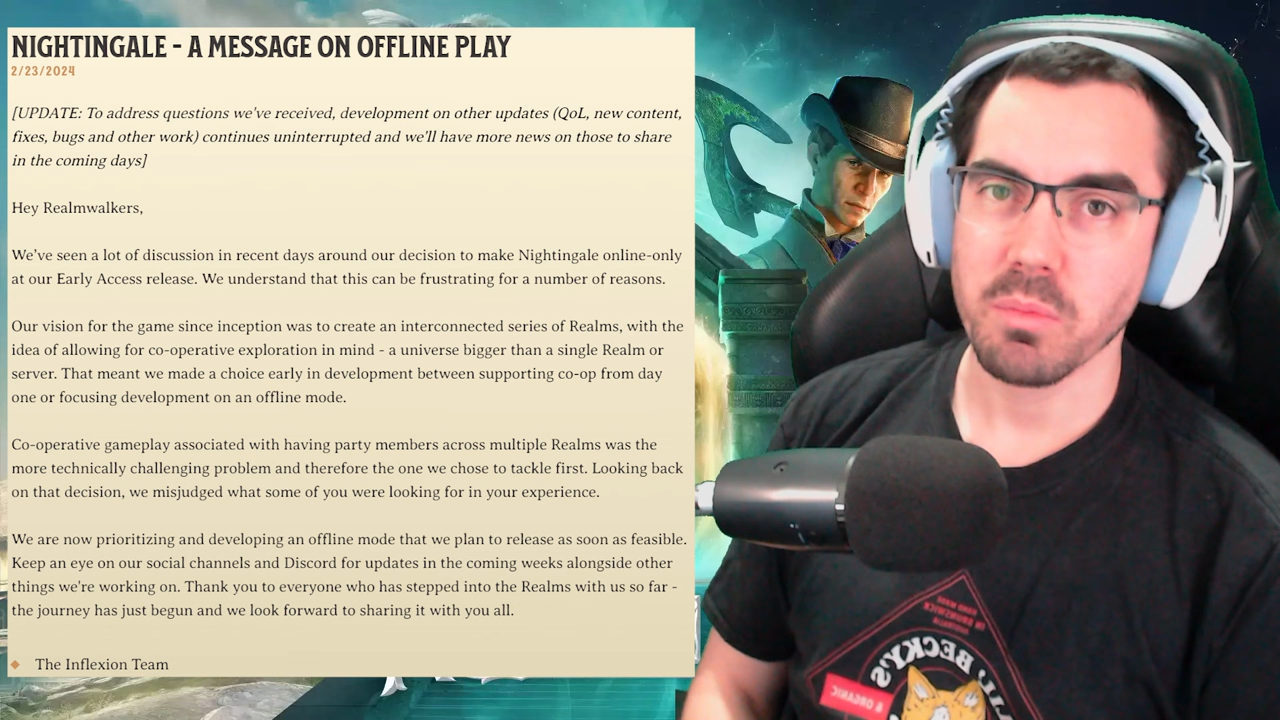 NIGHTINGALE - A MESSAGE ON OFFLINE PLAY
2/23/2024
[UPDATE: To address questions we've received, development on other updates (QoL, new content,
fixes, bugs and other work) continues uninterrupted and we'll have more news on those to share
in the coming days]
Hey Realmwalkers,
We've seen a lot of discussion in recent days around our decision to make Nightingale online-only
at our Early Access release. We understand that this can be frustrating for a number of reasons.
Our vision for the game since inception was to create an interconnected series of Realms, with the
idea of allowing for co-operative exploration in mind - a universe bigger than a single Realm or
server. That meant we made a choice early in development between supporting co-op from day
one or focusing development on an offline mode.
Co-operative gameplay associated with having party members across multiple Realms was the
more technically challenging problem and therefore the one we chose to tackle first. Looking back
on that decision, we misjudged what some of you were looking for in your experience.
We are now prioritizing and developing an offline mode that we plan to release as soon as feasible.
Keep an eye on our social channels and Discord for updates in the coming weeks alongside other
things we're working on. Thank you to everyone who has stepped into the Realms with us so far -
the journey has just begun and we look forward to sharing it with you all.
The Inflexion Team
BECKY'S
ORGANIC